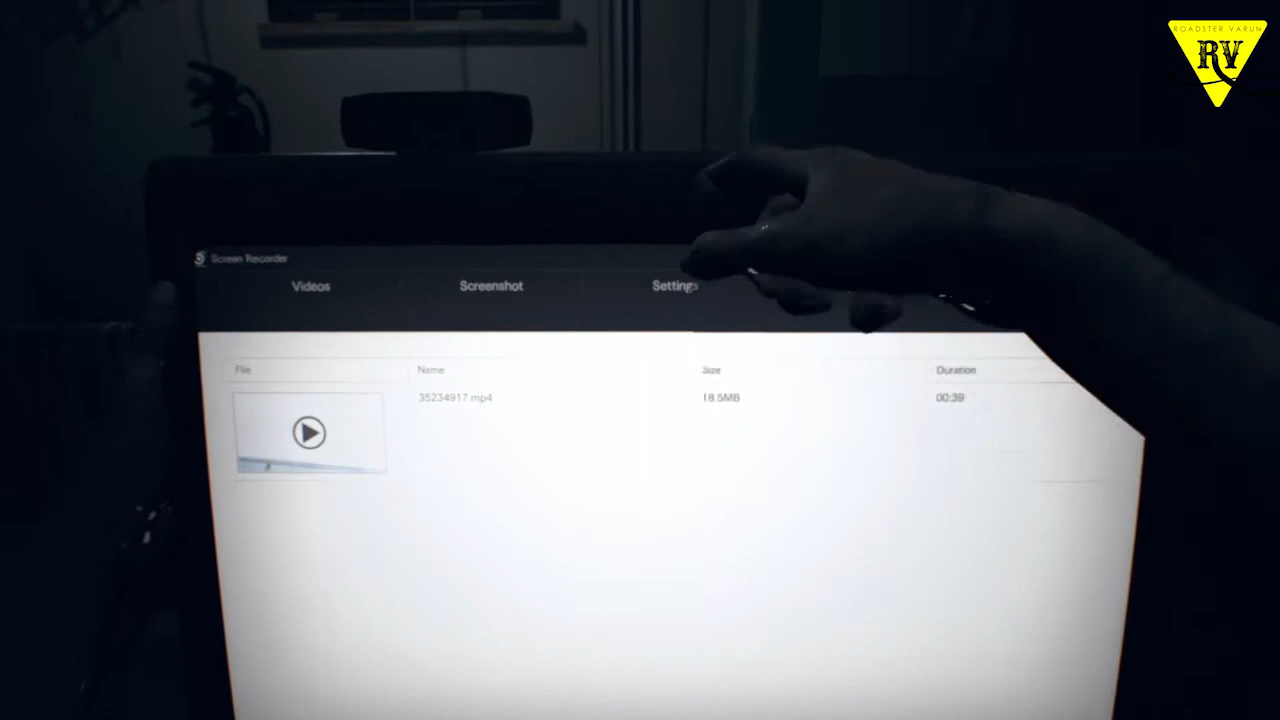 ROADSTER VARUN
RV
Screen Recorder
Videos Screenshot Settings
File Name Size Duration
35234917.mp4 18.5MB 00:39